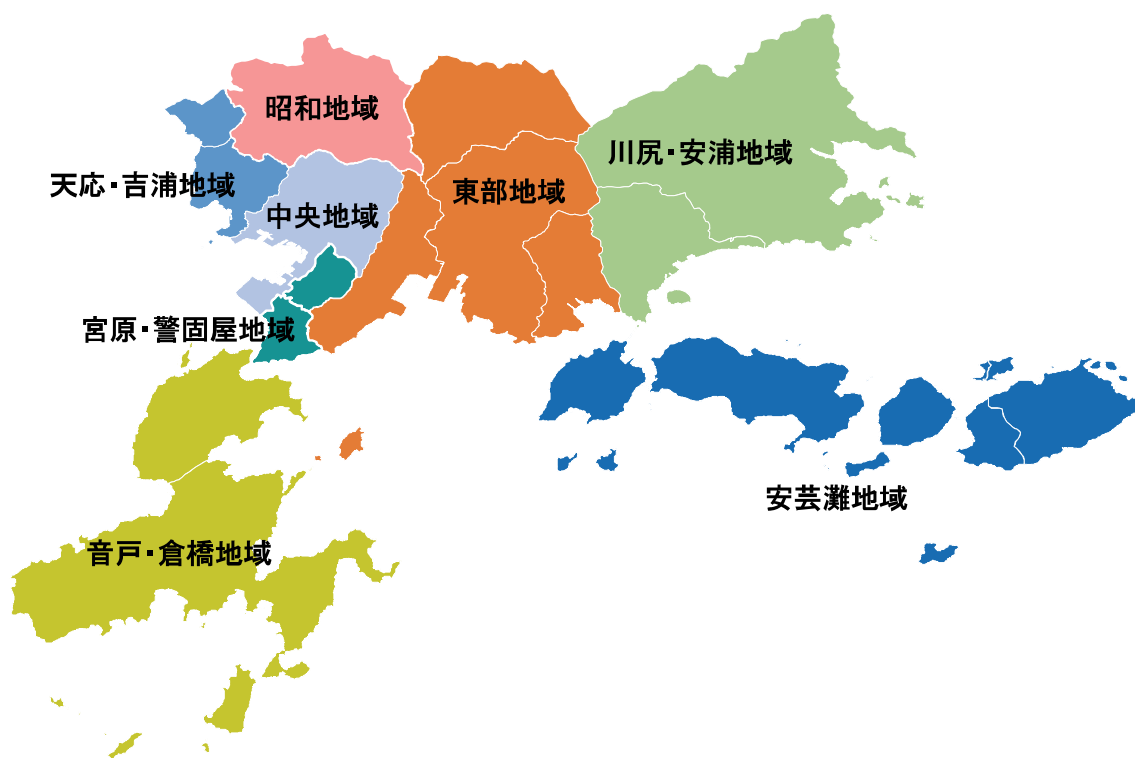 昭和地域
川尻・安浦地域
天応・吉浦地域
東部地域
中央地域
宮原・警固屋地域
安芸灘地域
音戸・倉橋地域